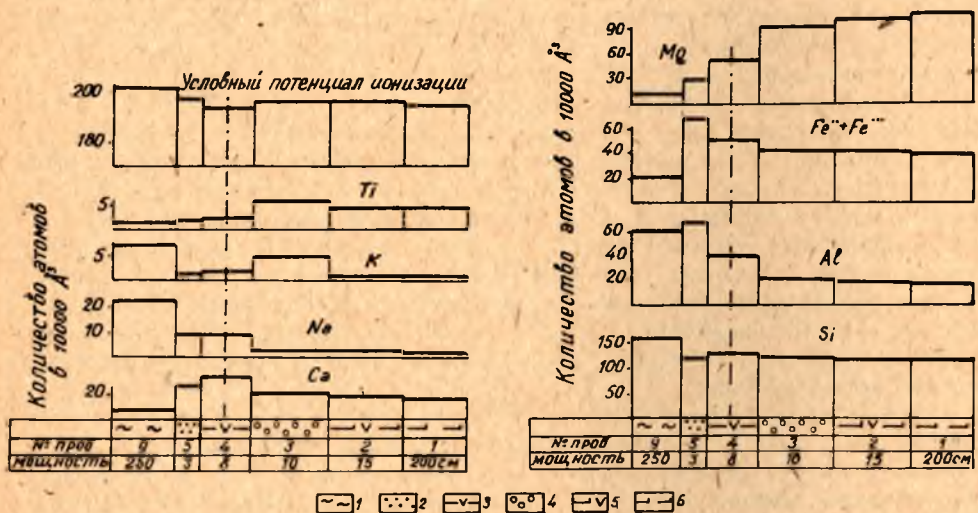 Условный потенциал ионизации
200
180
Ti
5
K
5
Na
20
10
Ca
20
Количество атомов
в 10000 Å³
№ проб 9 5 4 3 2 1
мощность 250 3 8 10 15 200см
Mg
90
60
30
Fe¨+Fe···
60
40
20
Al
60
40
20
Si
150
100
50
Количество атомов в 10000 Å³
№ проб 9 5 4 3 2 1
мощность 250 3 8 10 15 200см
1 2 3 4 5 6